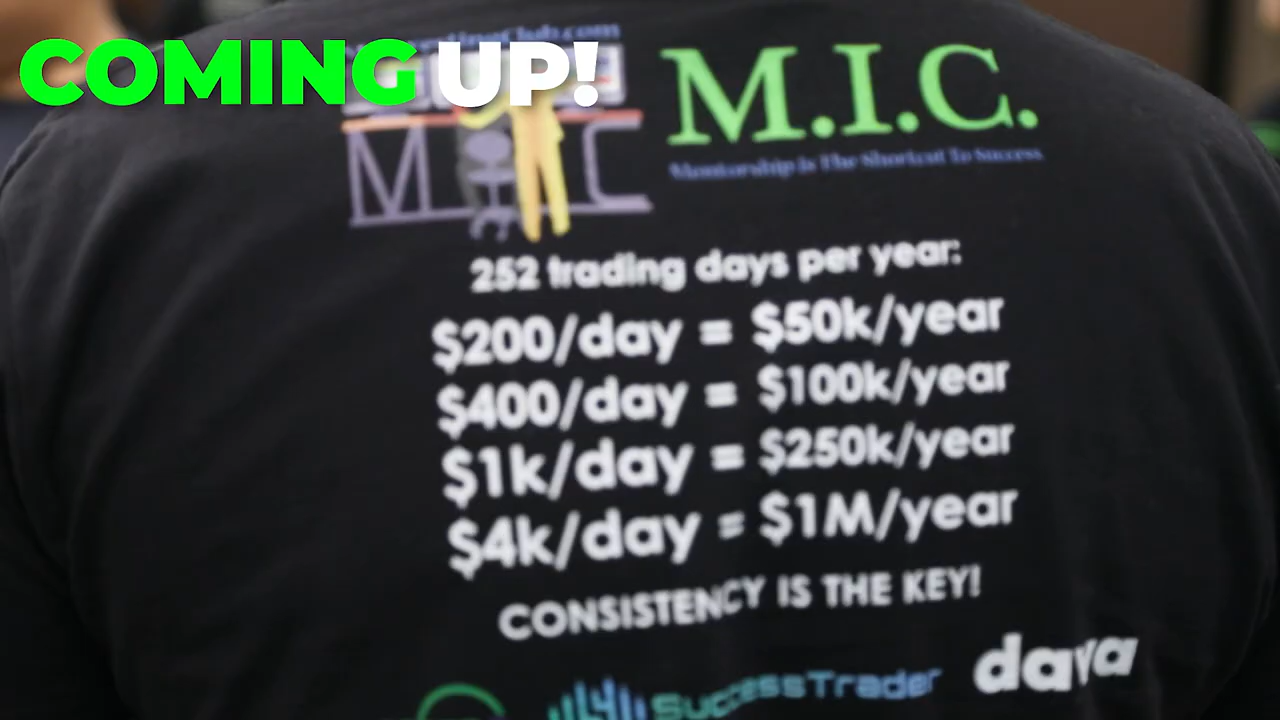 COMING UP!
M.I.C.
Mentorship is The Shortcut To Success
MIC
252 trading days per year:
$200/day = $50k/year
$400/day = $100k/year
$1k/day = $250k/year
$4k/day = $1M/year
CONSISTENCY IS THE KEY!
SuccessTrader